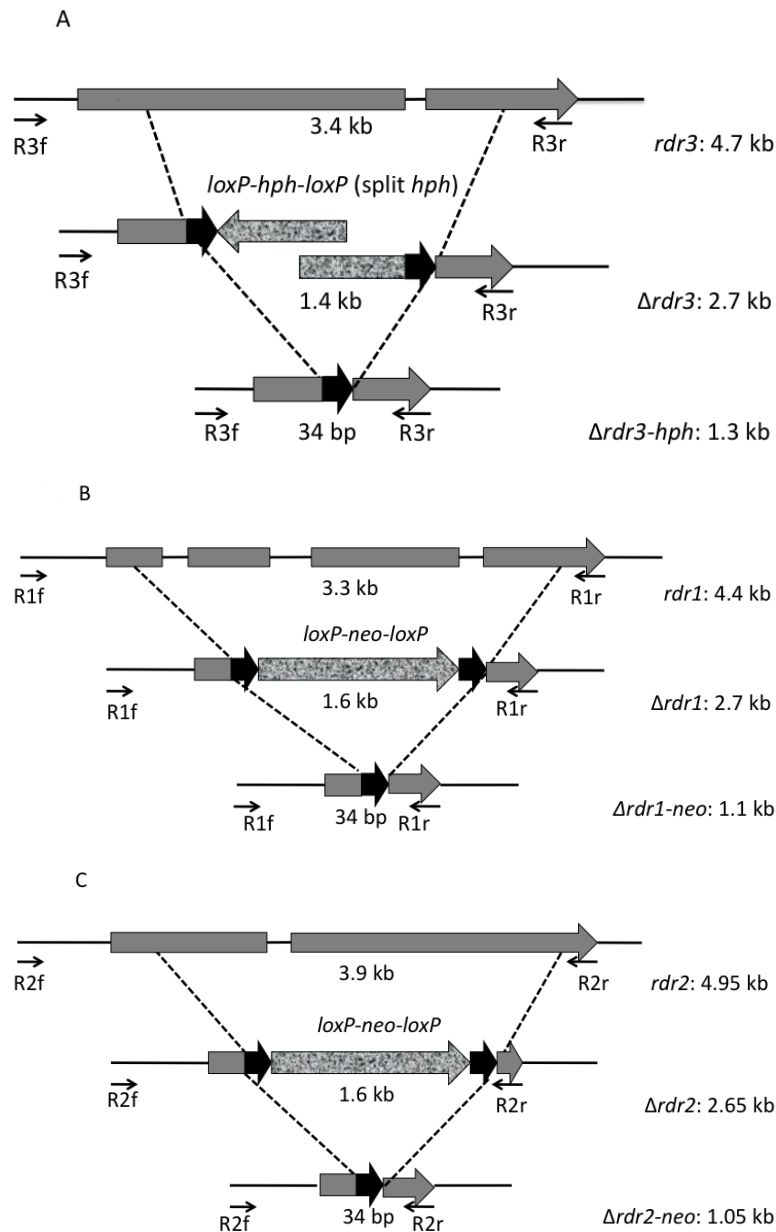 A
R3f
3.4 kb
R3r
rdr3: 4.7 kb
loxP-hph-loxP (split hph)
R3f
1.4 kb
R3r
Δrdr3: 2.7 kb
R3f
34 bp
R3r
Δrdr3-hph: 1.3 kb
B
R1f
3.3 kb
R1r
rdr1: 4.4 kb
loxP-neo-loxP
R1f
1.6 kb
R1r
Δrdr1: 2.7 kb
R1f
34 bp
R1r
Δrdr1-neo: 1.1 kb
C
R2f
3.9 kb
R2r
rdr2: 4.95 kb
loxP-neo-loxP
R2f
1.6 kb
R2r
Δrdr2: 2.65 kb
R2f
34 bp
R2r
Δrdr2-neo: 1.05 kb